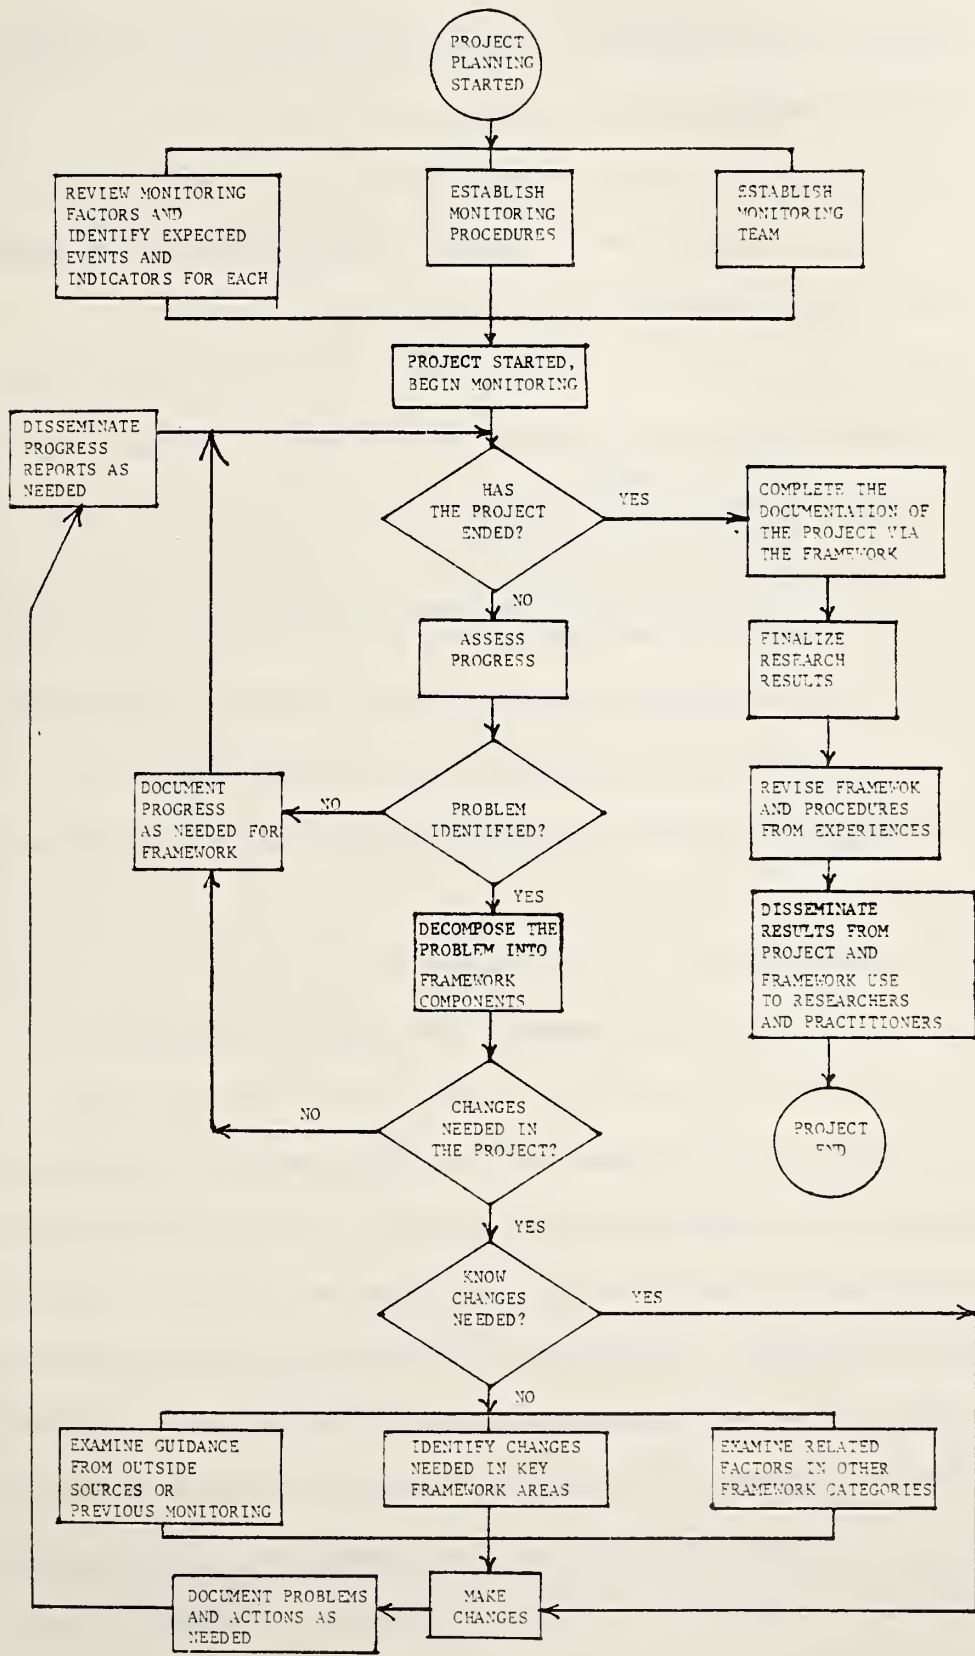 PROJECT
PLANNING
STARTED
REVIEW MONITORING
FACTORS AND
IDENTIFY EXPECTED
EVENTS AND
INDICATORS FOR EACH
ESTABLISH
MONITORING
PROCEDURES
ESTABLISH
MONITORING
TEAM
PROJECT STARTED,
BEGIN MONITORING
DISSEMINATE
PROGRESS
REPORTS AS
NEEDED
HAS
THE PROJECT
ENDED?
YES
COMPLETE THE
DOCUMENTATION OF
THE PROJECT VIA
THE FRAMEWORK
NO
ASSESS
PROGRESS
FINALIZE
RESEARCH
RESULTS
DOCUMENT
PROGRESS
AS NEEDED FOR
FRAMEWORK
NO
PROBLEM
IDENTIFIED?
REVISE FRAMEWOK
AND PROCEDURES
FROM EXPERIENCES
YES
DECOMPOSE THE
PROBLEM INTO
FRAMEWORK
COMPONENTS
DISSEMINATE
RESULTS FROM
PROJECT AND
FRAMEWORK USE
TO RESEARCHERS
AND PRACTITIONERS
NO
CHANGES
NEEDED IN
THE PROJECT?
PROJECT
END
YES
KNOW
CHANGES
NEEDED?
YES
NO
EXAMINE GUIDANCE
FROM OUTSIDE
SOURCES OR
PREVIOUS MONITORING
IDENTIFY CHANGES
NEEDED IN KEY
FRAMEWORK AREAS
EXAMINE RELATED
FACTORS IN OTHER
FRAMEWORK CATEGORIES
DOCUMENT PROBLEMS
AND ACTIONS AS
NEEDED
MAKE
CHANGES